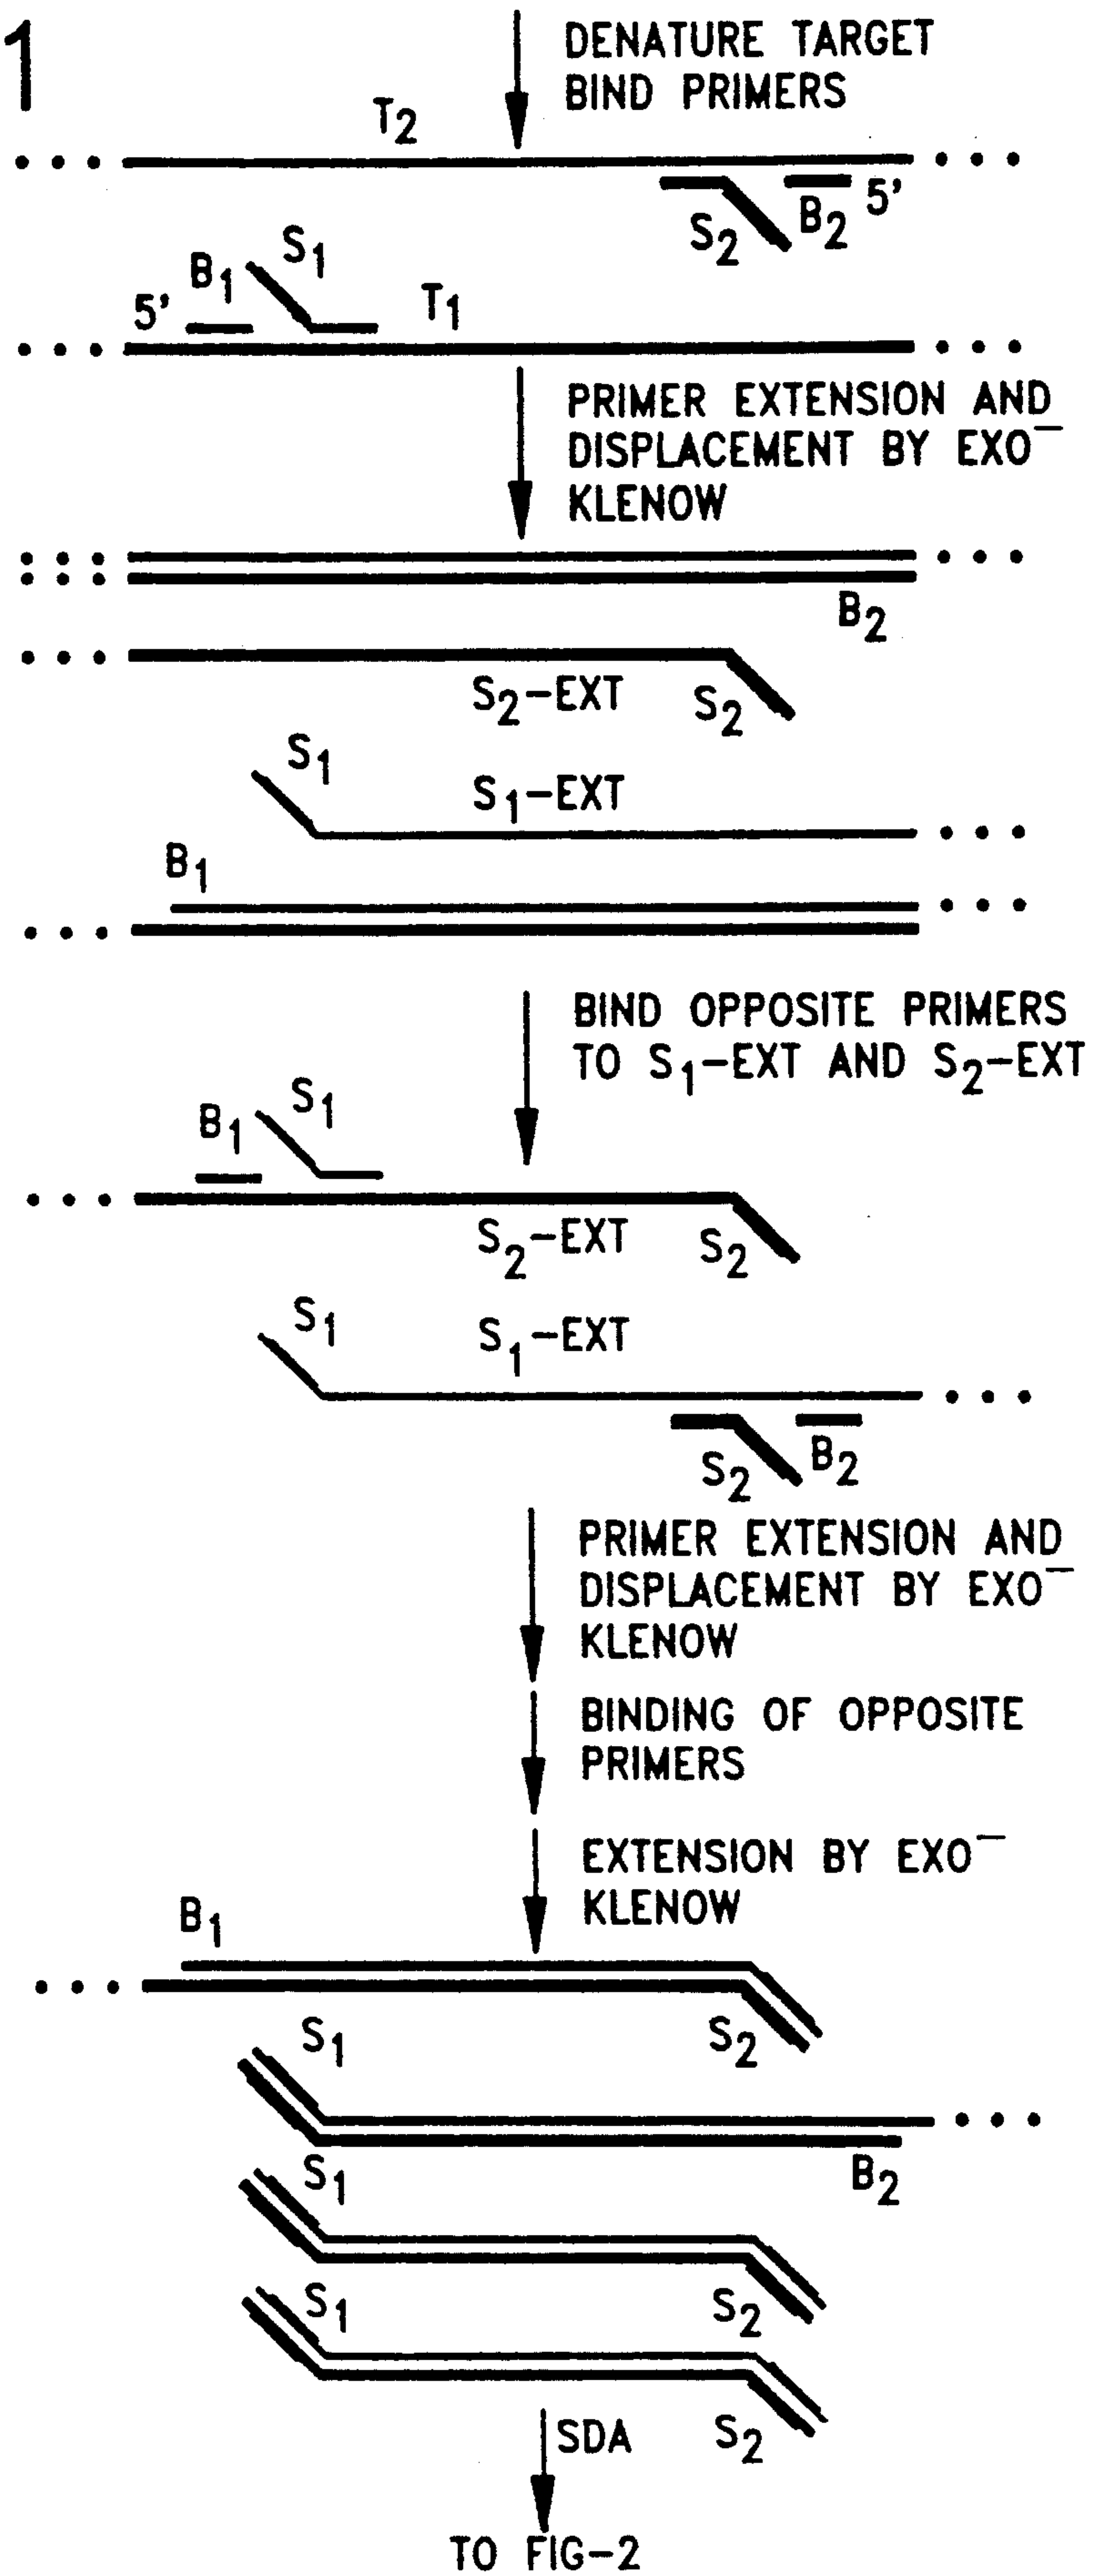 1
DENATURE TARGET
BIND PRIMERS
T2
S2 B2 5'
5' B1 S1 T1
PRIMER EXTENSION AND
DISPLACEMENT BY EXO⁻
KLENOW
B2
S2-EXT S2
S1 S1-EXT
B1
BIND OPPOSITE PRIMERS
TO S1-EXT AND S2-EXT
B1 S1
S2-EXT S2
S1 S1-EXT
S2 B2
PRIMER EXTENSION AND
DISPLACEMENT BY EXO⁻
KLENOW
BINDING OF OPPOSITE
PRIMERS
EXTENSION BY EXO⁻
KLENOW
B1
S1 S2
S1 B2
S1 S2
S2
SDA
TO FIG-2